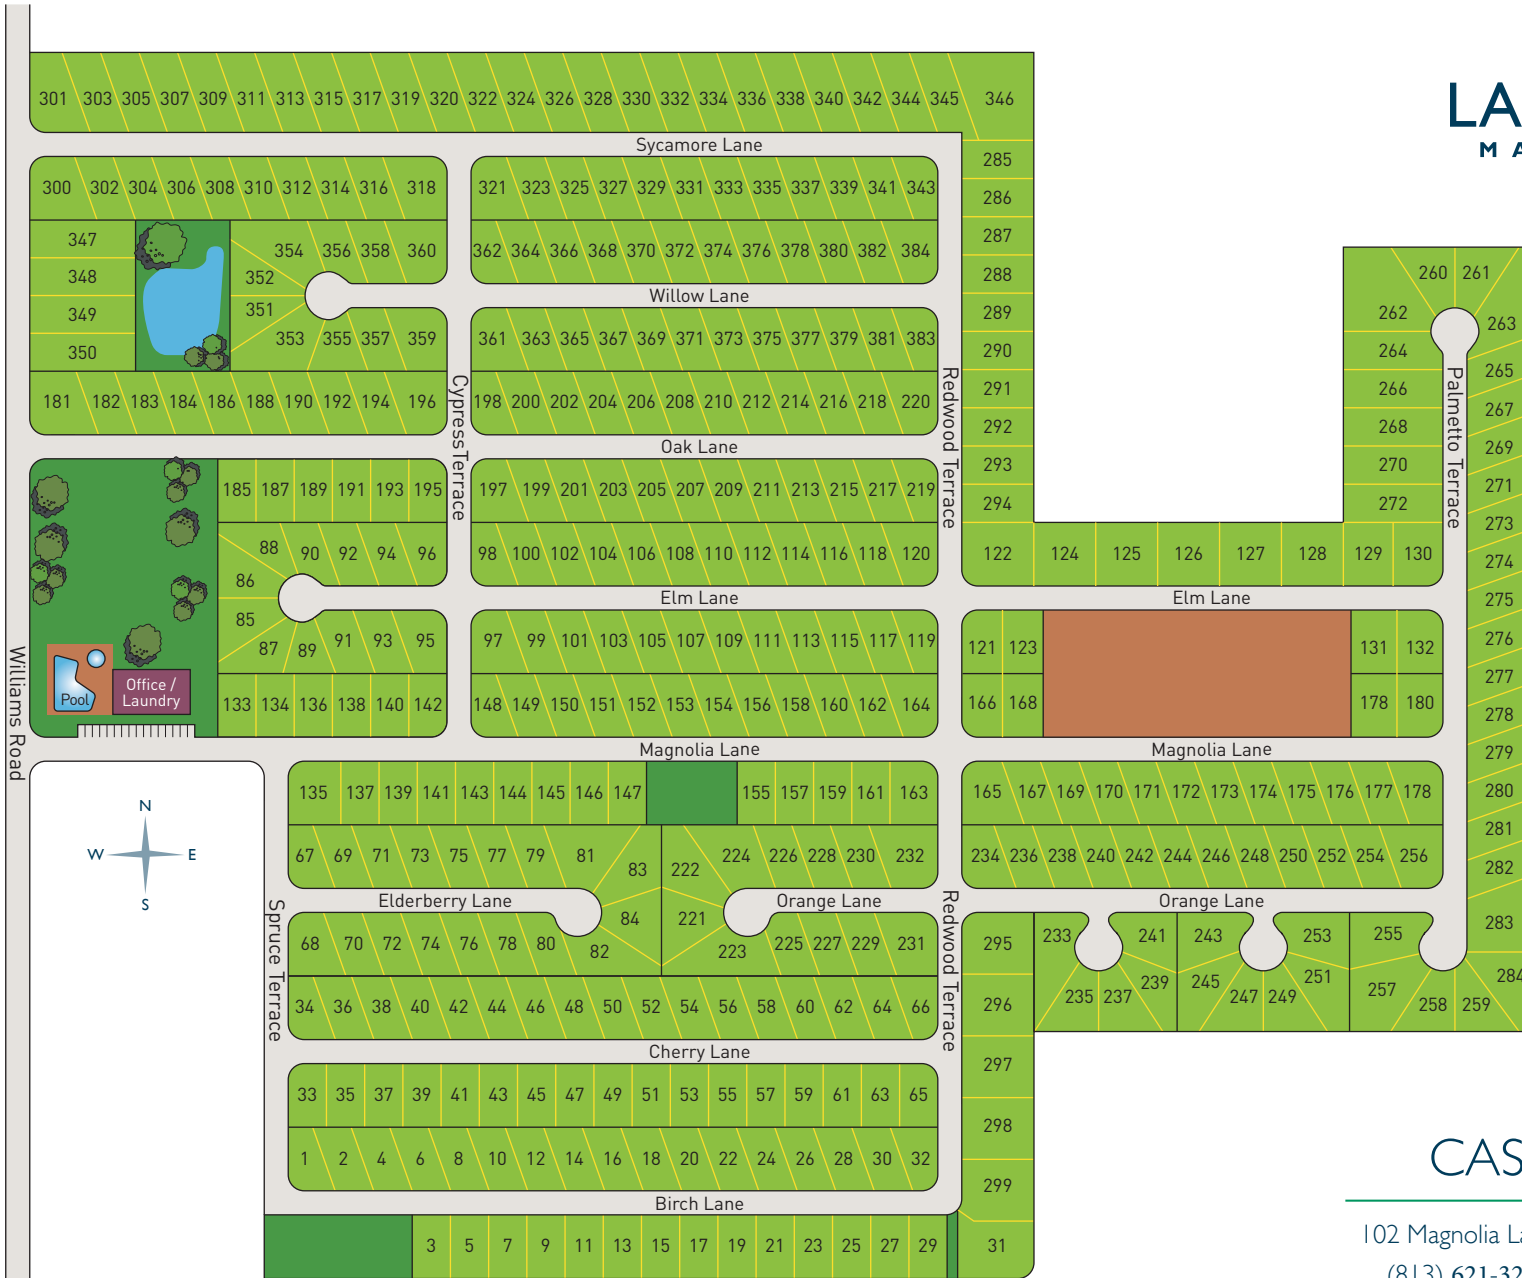 301 303 305 307 309 311 313 315 317 319 320 322 324 326 328 330 332 334 336 338 340 342 344 345 346
LA
M A
Sycamore Lane
285
300 302 304 306 308 310 312 314 316 318 321 323 325 327 329 331 333 335 337 339 341 343
286
347
287
354 356 358 360 362 364 366 368 370 372 374 376 378 380 382 384
348
352
288
260 261
Willow Lane
349
351
289
262
263
350
353 355 357 359 361 363 365 367 369 371 373 375 377 379 381 383
290
264
265
291
266
267
181 182 183 184 186 188 190 192 194 196 198 200 202 204 206 208 210 212 214 216 218 220
Cypress Terrace
Redwood Terrace
Palmetto Terrace
292
268
269
Oak Lane
293
270
271
185 187 189 191 193 195 197 199 201 203 205 207 209 211 213 215 217 219
294
272
273
88 90 92 94 96 98 100 102 104 106 108 110 112 114 116 118 120 122 124 125 126 127 128 129 130
274
86
Elm Lane
Elm Lane
275
85
87 89 91 93 95 97 99 101 103 105 107 109 111 113 115 117 119 121 123 131 132
276
277
Williams Road
Pool
Office /
Laundry
133 134 136 138 140 142 148 149 150 151 152 153 154 156 158 160 162 164 166 168 178 180
278
Magnolia Lane
Magnolia Lane
279
135 137 139 141 143 144 145 146 147 155 157 159 161 163 165 167 169 170 171 172 173 174 175 176 177 178
280
N
W E
S
281
67 69 71 73 75 77 79 81 83 222 224 226 228 230 232 234 236 238 240 242 244 246 248 250 252 254 256
282
Elderberry Lane
Orange Lane
Orange Lane
Spruce Terrace
Redwood Terrace
68 70 72 74 76 78 80 82 84 221 223 225 227 229 231
295
233 241 243 253 255
283
235 237 239 245 247 249 251 257 258 259
284
34 36 38 40 42 44 46 48 50 52 54 56 58 60 62 64 66
296
Cherry Lane
297
33 35 37 39 41 43 45 47 49 51 53 55 57 59 61 63 65
298
1 2 4 6 8 10 12 14 16 18 20 22 24 26 28 30 32
299
Birch Lane
3 5 7 9 11 13 15 17 19 21 23 25 27 29 31
CAS
102 Magnolia La
(813) 621-32